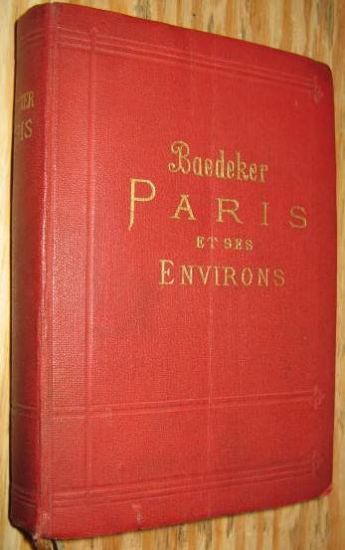 Baedeker
PARIS
ET SES
ENVIRONS